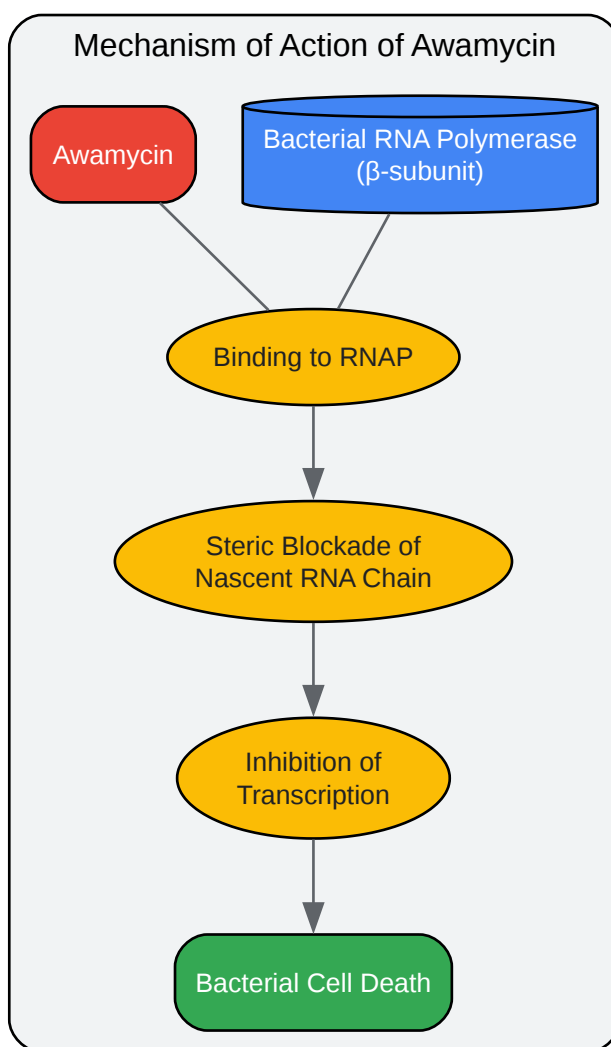 Mechanism of Action of Awamycin
Awamycin
Bacterial RNA Polymerase
(β-subunit)
Binding to RNAP
Steric Blockade of
Nascent RNA Chain
Inhibition of
Transcription
Bacterial Cell Death